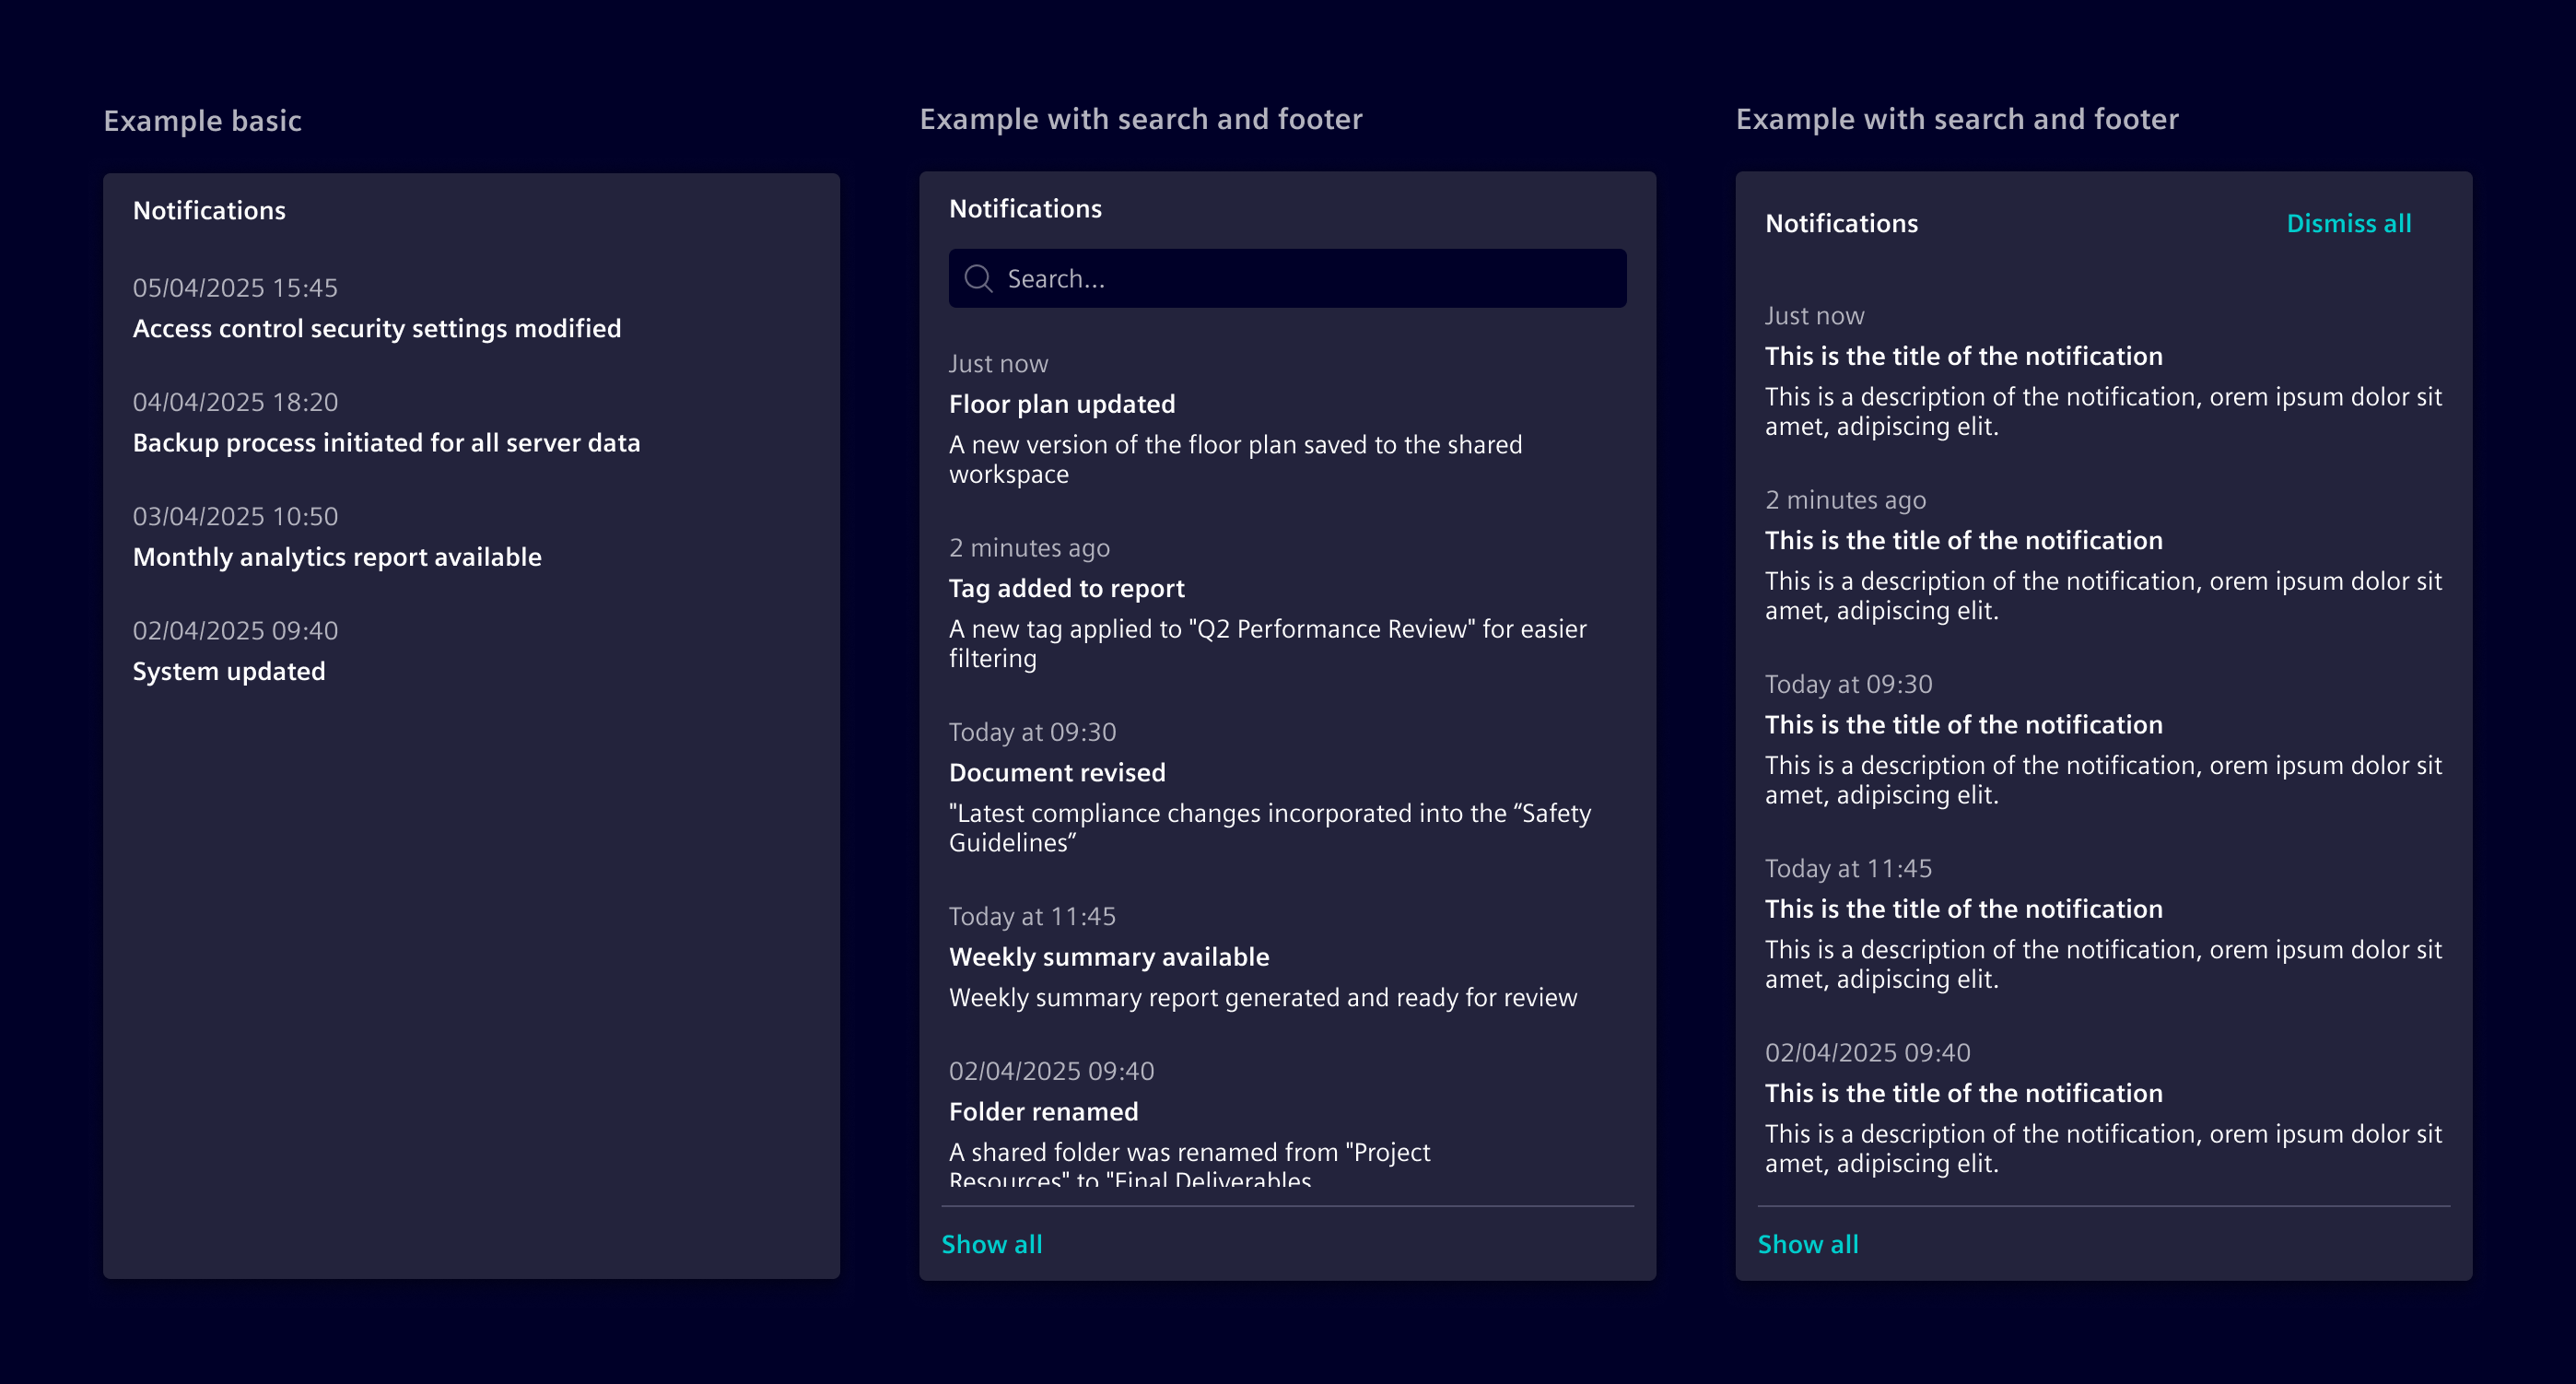 Example basic
Notifications
05/04/2025 15:45
Access control security settings modified
04/04/2025 18:20
Backup process initiated for all server data
03/04/2025 10:50
Monthly analytics report available
02/04/2025 09:40
System updated
Example with search and footer
Notifications
Search...
Just now
Floor plan updated
A new version of the floor plan saved to the shared
workspace
2 minutes ago
Tag added to report
A new tag applied to "Q2 Performance Review" for easier
filtering
Today at 09:30
Document revised
"Latest compliance changes incorporated into the “Safety
Guidelines”
Today at 11:45
Weekly summary available
Weekly summary report generated and ready for review
02/04/2025 09:40
Folder renamed
A shared folder was renamed from "Project
Resources" to "Final Deliverables
Show all
Example with search and footer
Notifications
Dismiss all
Just now
This is the title of the notification
This is a description of the notification, orem ipsum dolor sit
amet, adipiscing elit.
2 minutes ago
This is the title of the notification
This is a description of the notification, orem ipsum dolor sit
amet, adipiscing elit.
Today at 09:30
This is the title of the notification
This is a description of the notification, orem ipsum dolor sit
amet, adipiscing elit.
Today at 11:45
This is the title of the notification
This is a description of the notification, orem ipsum dolor sit
amet, adipiscing elit.
02/04/2025 09:40
This is the title of the notification
This is a description of the notification, orem ipsum dolor sit
amet, adipiscing elit.
Show all